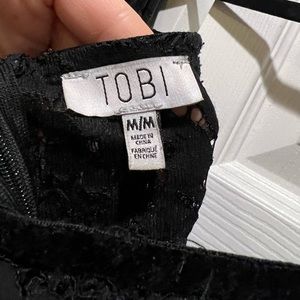 TOBI
M/M
MADE IN
CHINA
FABRIQUÉ
EN CHINE